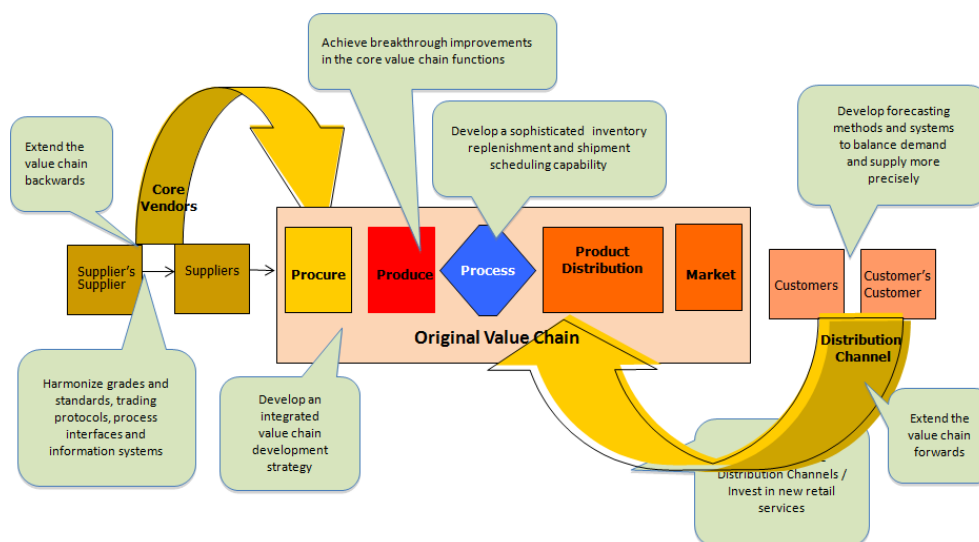 Achieve breakthrough improvements
in the core value chain functions
Extend the
value chain
backwards
Develop a sophisticated inventory
replenishment and shipment
scheduling capability
Develop forecasting
methods and systems
to balance demand
and supply more
precisely
Core
Vendors
Supplier's
Supplier
Suppliers
Procure
Produce
Process
Product
Distribution
Market
Customers
Customer's
Customer
Original Value Chain
Distribution
Channel
Harmonize grades and
standards, trading
protocols, process
interfaces and
information systems
Develop an
integrated
value chain
development
strategy
Extend the
value chain
forwards
Distribution Channels /
Invest in new retail
services